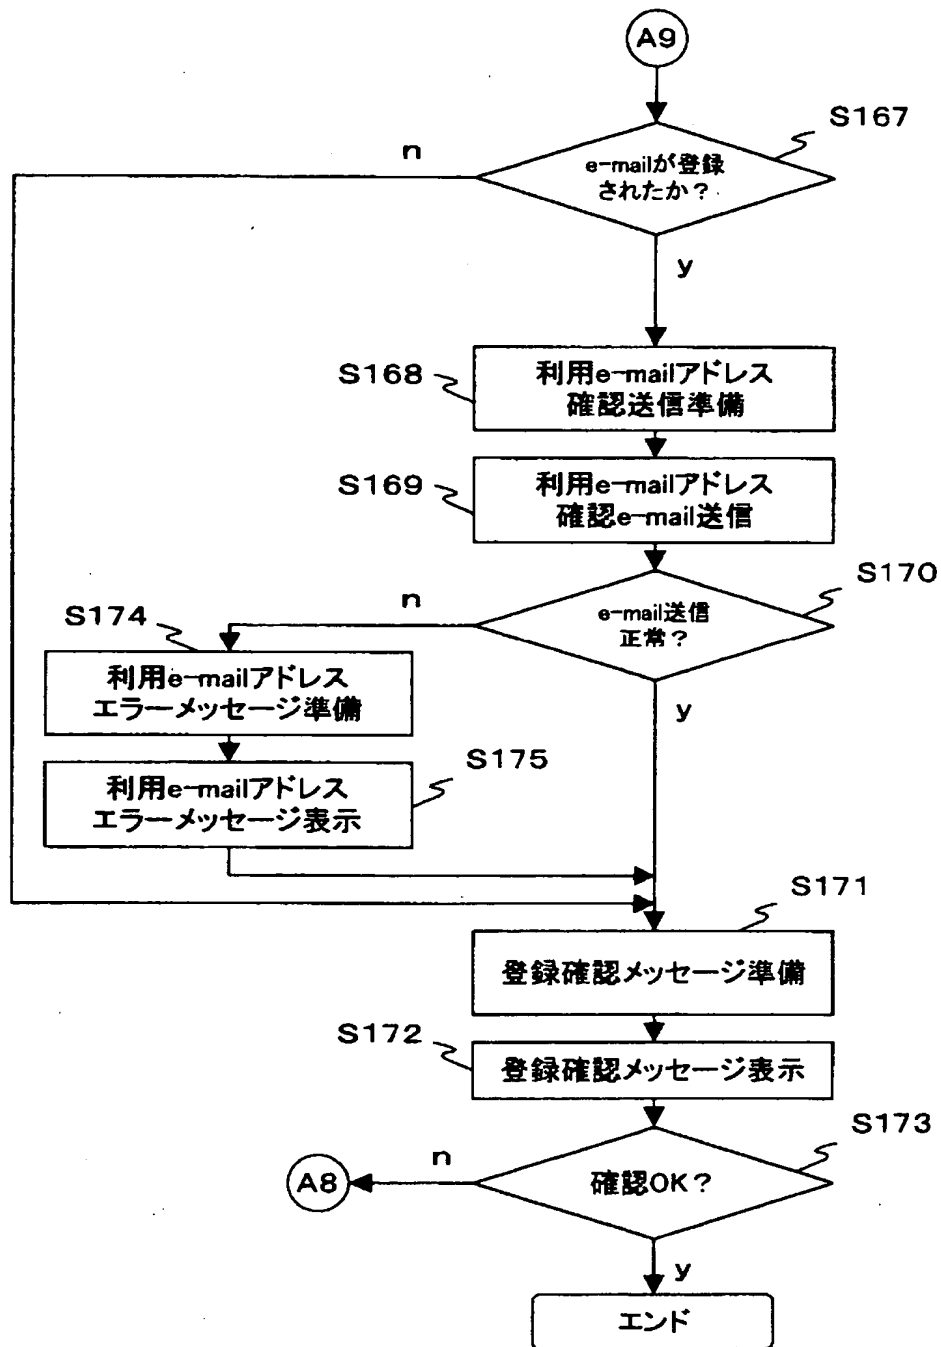 A9
S167
n
e-mailが登録
されたか？
y
S168
利用e-mailアドレス
確認送信準備
S169
利用e-mailアドレス
確認e-mail送信
S170
n
e-mail送信
正常？
S174
利用e-mailアドレス
エラーメッセージ準備
y
S175
利用e-mailアドレス
エラーメッセージ表示
S171
登録確認メッセージ準備
S172
登録確認メッセージ表示
S173
n
A8
確認OK？
y
エンド